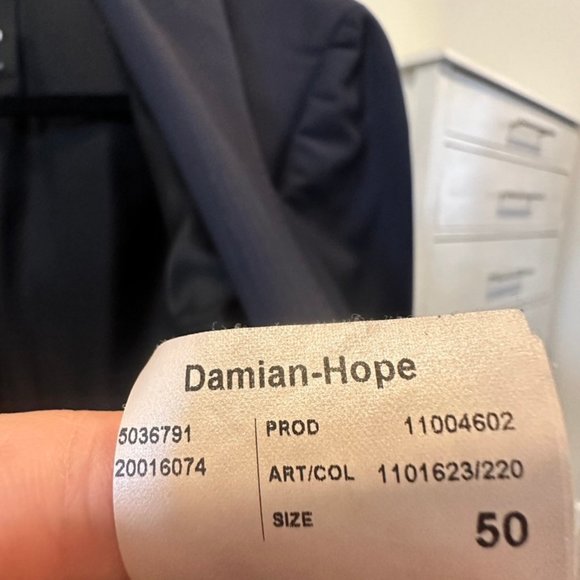 Damian-Hope
5036791
20016074
PROD 11004602
ART/COL 1101623/220
SIZE 50